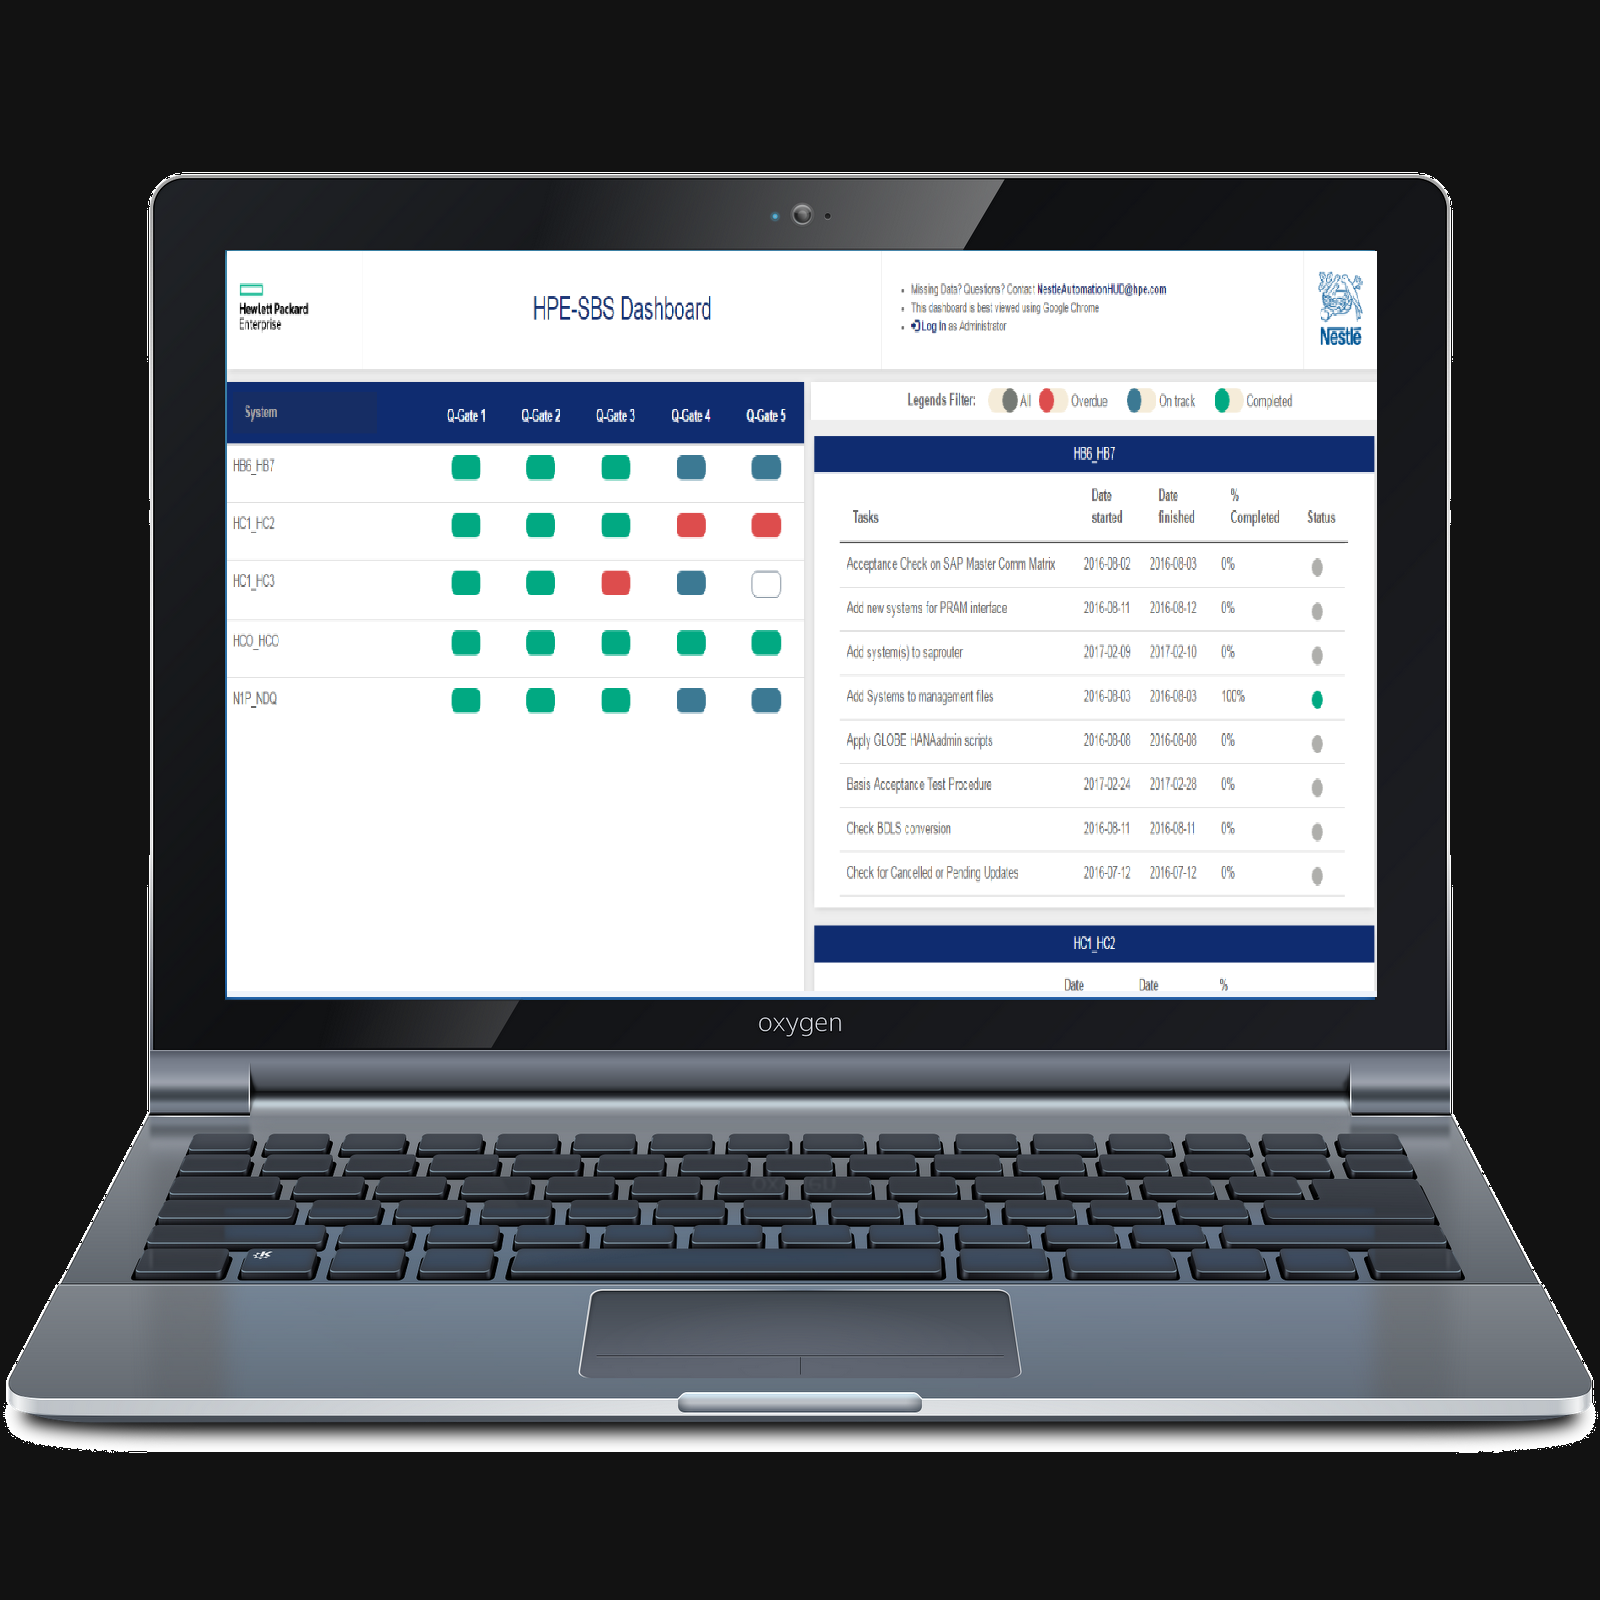 Hewlett Packard
Enterprise
HPE-SBS Dashboard
Missing Data? Questions? Contact NestleAutomationHUD@hpe.com
This dashboard is best viewed using Google Chrome
Log In as Administrator
Nestlé
System Q-Gate 1 Q-Gate 2 Q-Gate 3 Q-Gate 4 Q-Gate 5
HB6_HB7
HC1_HC2
HC1_HC3
HCO_HCO
N1P_NDQ
Legends Filter: All Overdue On track Completed
HB6_HB7
Tasks Date started Date finished % Completed Status
Acceptance Check on SAP Master Comm Matrix 2016-08-02 2016-08-03 0%
Add new systems for PRAM interface 2016-08-11 2016-08-12 0%
Add system(s) to saprouter 2017-02-09 2017-02-10 0%
Add Systems to management files 2016-08-03 2016-08-03 100%
Apply GLOBE HANAadmin scripts 2016-08-08 2016-08-08 0%
Basis Acceptance Test Procedure 2017-02-24 2017-02-28 0%
Check BDLS conversion 2016-08-11 2016-08-11 0%
Check for Cancelled or Pending Updates 2016-07-12 2016-07-12 0%
HC1_HC2
Date Date %
oxygen